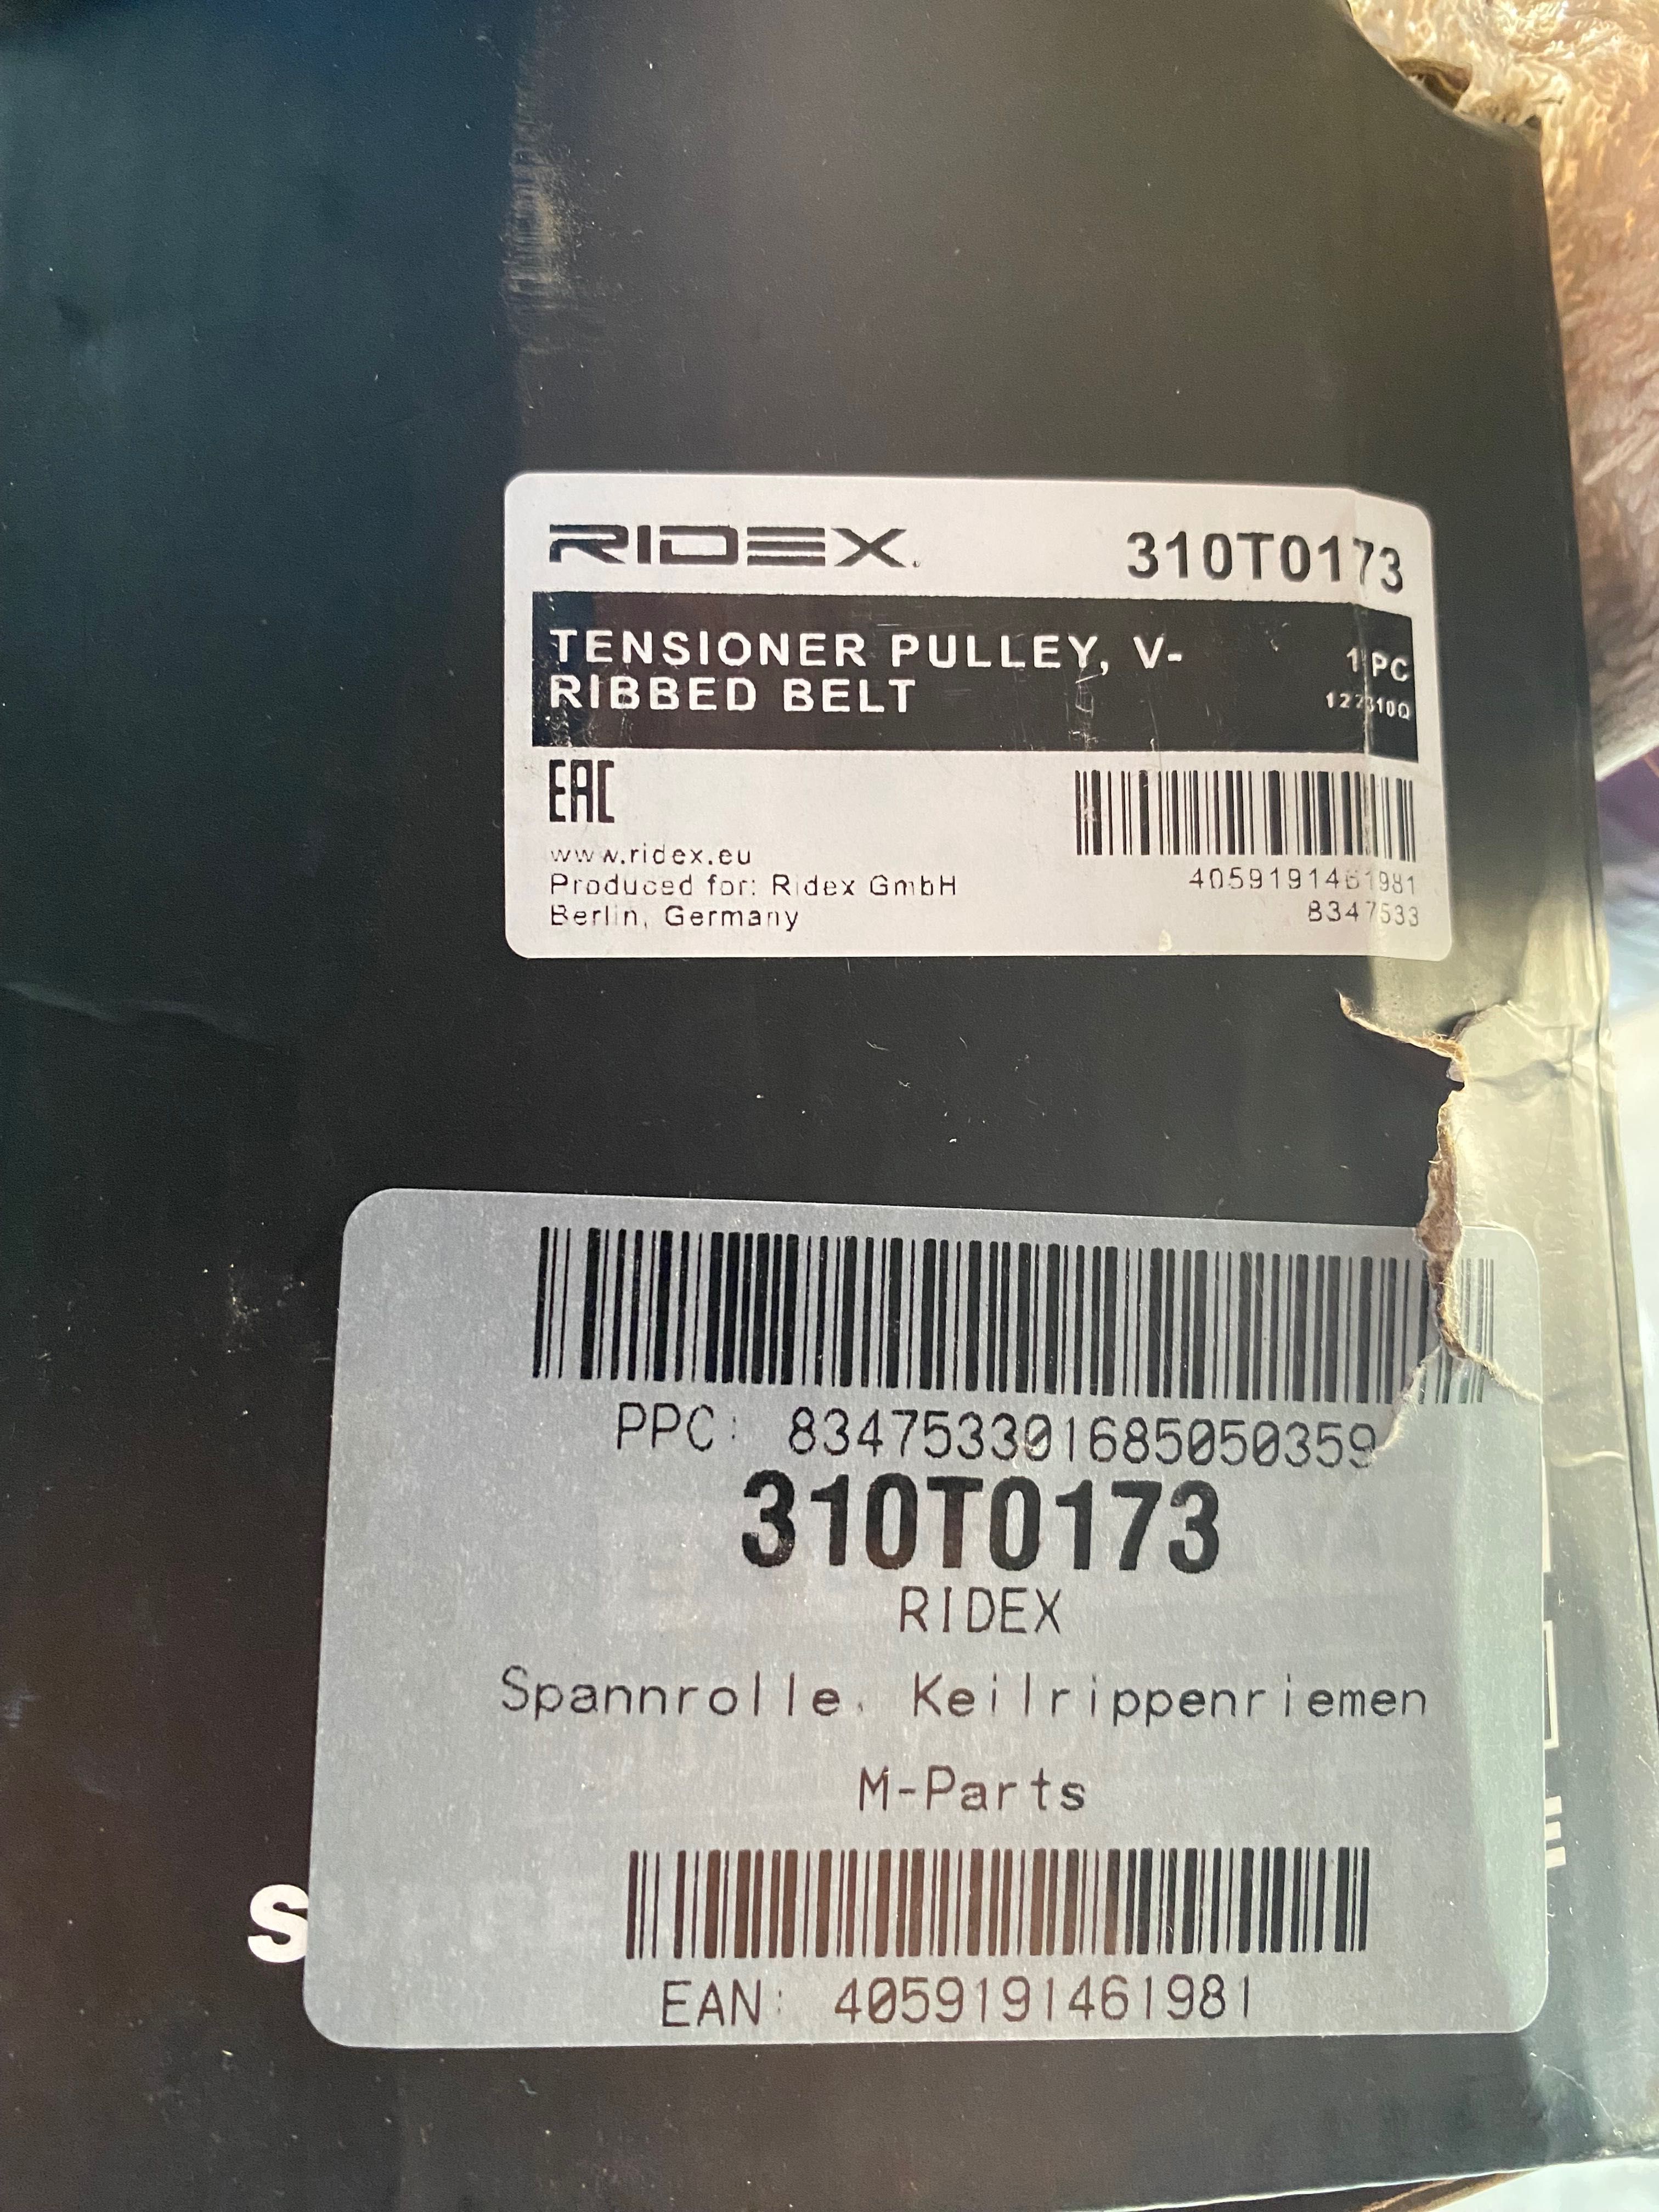 RIDEX.
310T0173
TENSIONER PULLEY, V-
RIBBED BELT
1 PC
EAC
www.ridex.eu
Produced for: Ridex GmbH
Berlin, Germany
4059191461981
8347533
PPC: 834753301685050359
310T0173
RIDEX
Spannrolle, Keilrippenriemen
M-Parts
S
EAN: 4059191461981